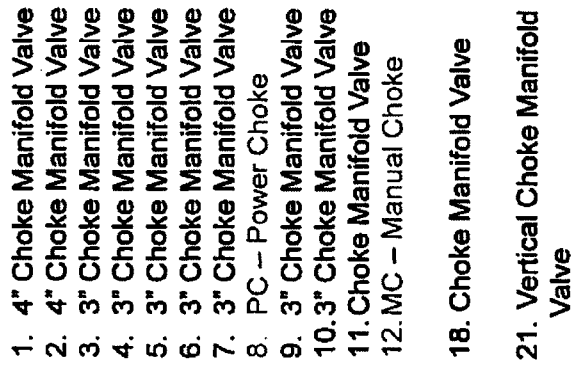 1. 4" Choke Manifold Valve
2. 4" Choke Manifold Valve
3. 3" Choke Manifold Valve
4. 3" Choke Manifold Valve
5. 3" Choke Manifold Valve
6. 3" Choke Manifold Valve
7. 3" Choke Manifold Valve
8. PC – Power Choke
9. 3" Choke Manifold Valve
10. 3" Choke Manifold Valve
11. Choke Manifold Valve
12. MC – Manual Choke
18. Choke Manifold Valve
21. Vertical Choke Manifold
Valve